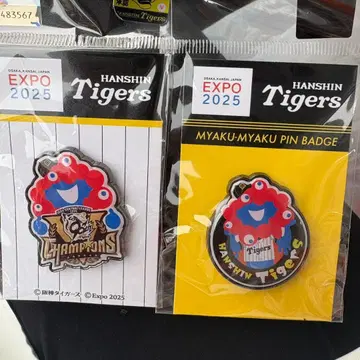 483567
OSAKA, KANSAI, JAPAN
EXPO
2025
HANSHIN
Tigers
CHAMPIONS
©阪神タイガース ©Expo 2025
OSAKA, KANSAI, JAPAN
EXPO
2025
HANSHIN
Tigers
MYAKU-MYAKU PIN BADGE
Tigers
HANSHIN Tigers